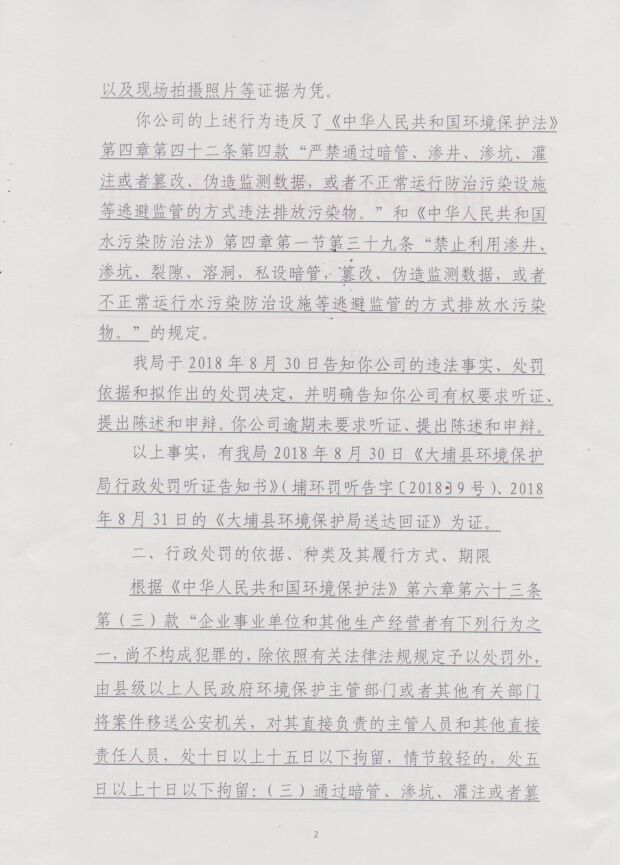 以及现场拍摄照片等证据为凭。
你公司的上述行为违反了《中华人民共和国环境保护法》
第四章第四十二条第四款“严禁通过暗管、渗井、渗坑、灌
注或者篡改、伪造监测数据，或者不正常运行防治污染设施
等逃避监管的方式违法排放污染物。”和《中华人民共和国
水污染防治法》第四章第一节第三十九条“禁止利用渗井、
渗坑、裂隙、溶洞，私设暗管，篡改、伪造监测数据，或者
不正常运行水污染防治设施等逃避监管的方式排放水污染
物。”的规定。
我局于2018年8月30日告知你公司的违法事实、处罚
依据和拟作出的处罚决定，并明确告知你公司有权要求听证、
提出陈述和申辩。你公司逾期未要求听证、提出陈述和申辩。
以上事实，有我局2018年8月30日《大埔县环境保护
局行政处罚听证告知书》（埔环罚听告字〔2018〕9号）、2018
年8月31日的《大埔县环境保护局送达回证》为证。
二、行政处罚的依据、种类及其履行方式、期限
根据《中华人民共和国环境保护法》第六章第六十三条
第（三）款“企业事业单位和其他生产经营者有下列行为之
一，尚不构成犯罪的，除依照有关法律法规规定予以处罚外，
由县级以上人民政府环境保护主管部门或者其他有关部门
将案件移送公安机关，对其直接负责的主管人员和其他直接
责任人员，处十日以上十五日以下拘留，情节较轻的，处五
日以上十日以下拘留：（三）通过暗管、渗坑、灌注或者篡
2